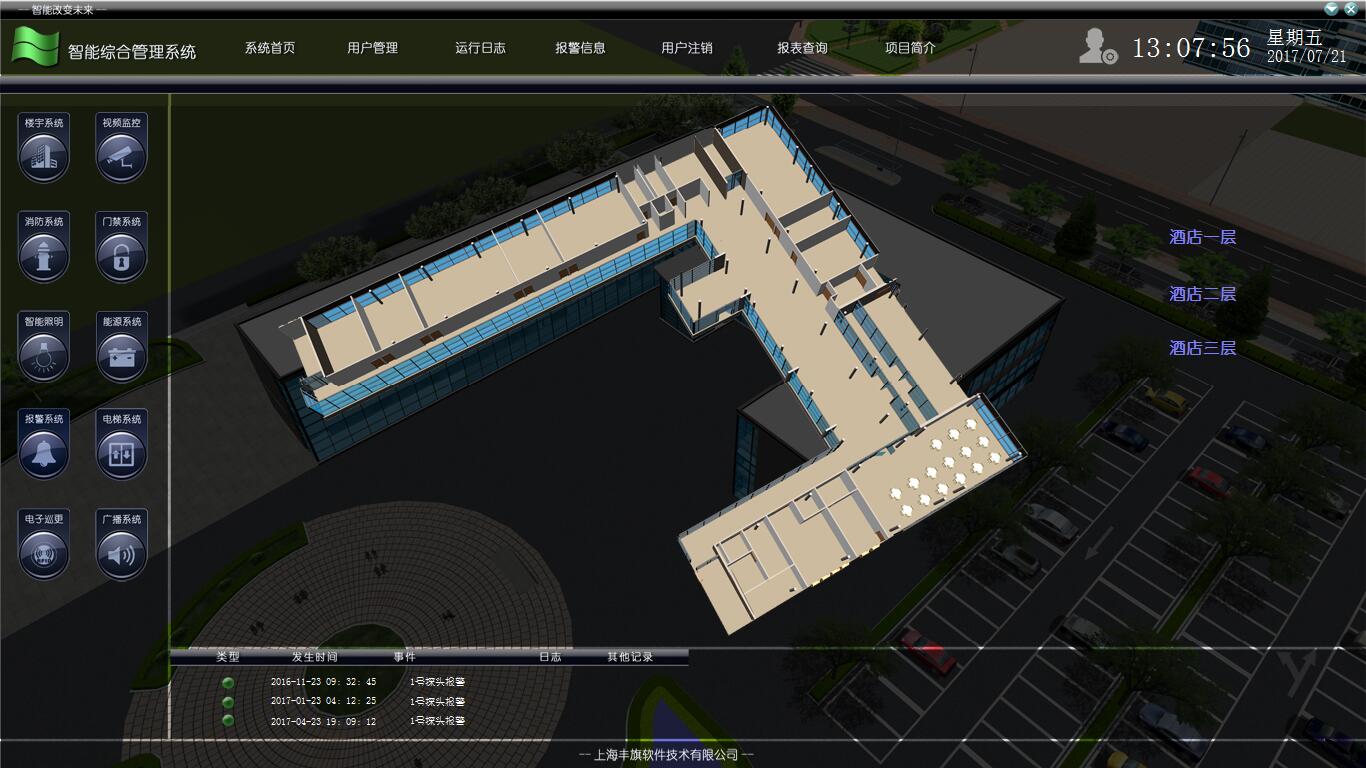 -- 智能改变未来 --
智能综合管理系统
系统首页 用户管理 运行日志 报警信息 用户注销 报表查询 项目简介
13:07:56 星期五
2017/07/21
楼宇系统 视频监控
消防系统 门禁系统
智能照明 能源系统
报警系统 电梯系统
电子巡更 广播系统
酒店一层
酒店二层
酒店三层
类型 发生时间 事件 日志 其他记录
2016-11-23 09:32:45 1号探头报警
2017-01-23 04:12:25 1号探头报警
2017-04-23 19:09:12 1号探头报警
-- 上海丰旗软件技术有限公司 --